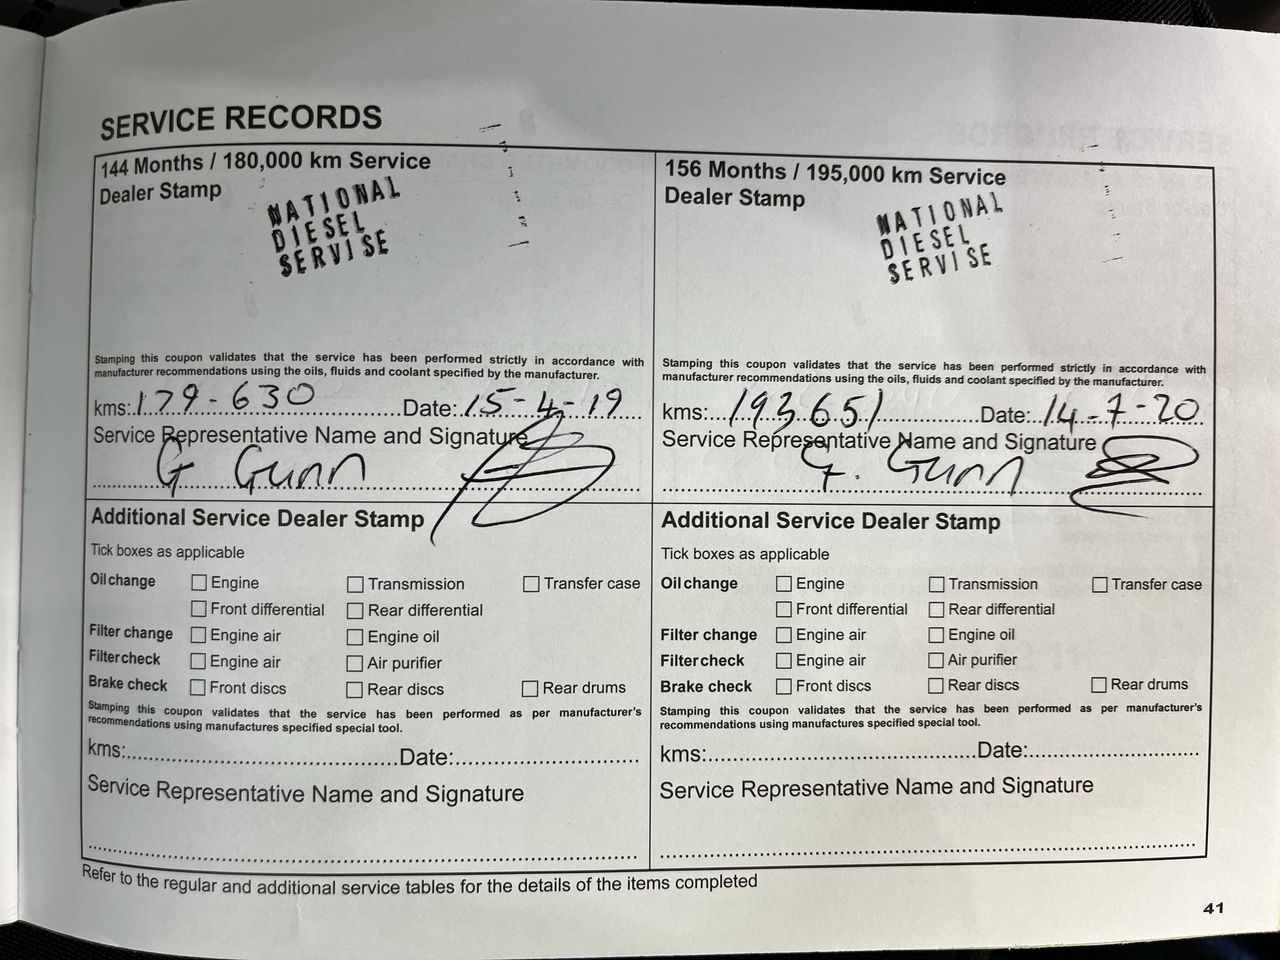 SERVICE RECORDS
144 Months / 180,000 km Service
Dealer Stamp
NATIONAL
DIESEL
SERVISE
Stamping this coupon validates that the service has been performed strictly in accordance with
manufacturer recommendations using the oils, fluids and coolant specified by the manufacturer.
kms: 179-630 Date: 15-4-19
Service Representative Name and Signature
G Gunn
Additional Service Dealer Stamp
Tick boxes as applicable
Oil change Engine Transmission Transfer case
Front differential Rear differential
Filter change Engine air Engine oil
Filter check Engine air Air purifier
Brake check Front discs Rear discs Rear drums
Stamping this coupon validates that the service has been performed as per manufacturer's
recommendations using manufactures specified special tool.
kms: Date:
Service Representative Name and Signature
156 Months / 195,000 km Service
Dealer Stamp
NATIONAL
DIESEL
SERVISE
Stamping this coupon validates that the service has been performed strictly in accordance with
manufacturer recommendations using the oils, fluids and coolant specified by the manufacturer.
kms: 193651 Date: 14-7-20
Service Representative Name and Signature
G. Gunn
Additional Service Dealer Stamp
Tick boxes as applicable
Oil change Engine Transmission Transfer case
Front differential Rear differential
Filter change Engine air Engine oil
Filter check Engine air Air purifier
Brake check Front discs Rear discs Rear drums
Stamping this coupon validates that the service has been performed as per manufacturer's
recommendations using manufactures specified special tool.
kms: Date:
Service Representative Name and Signature
Refer to the regular and additional service tables for the details of the items completed
41